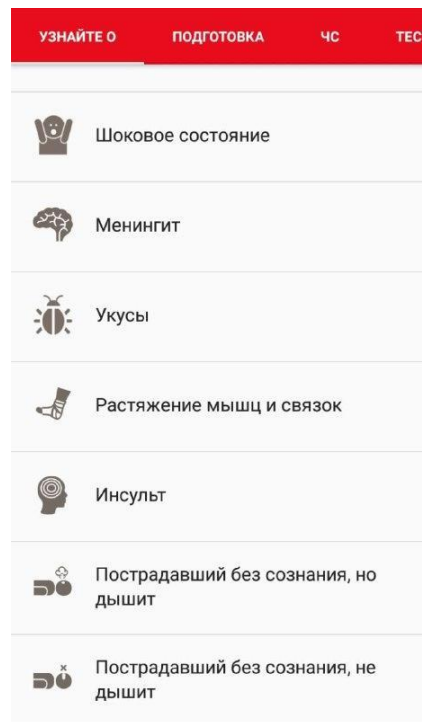 УЗНАЙТЕ О ПОДГОТОВКА ЧС ТЕС
Шоковое состояние
Менингит
Укусы
Растяжение мышц и связок
Инсульт
Пострадавший без сознания, но
дышит
Пострадавший без сознания, не
дышит